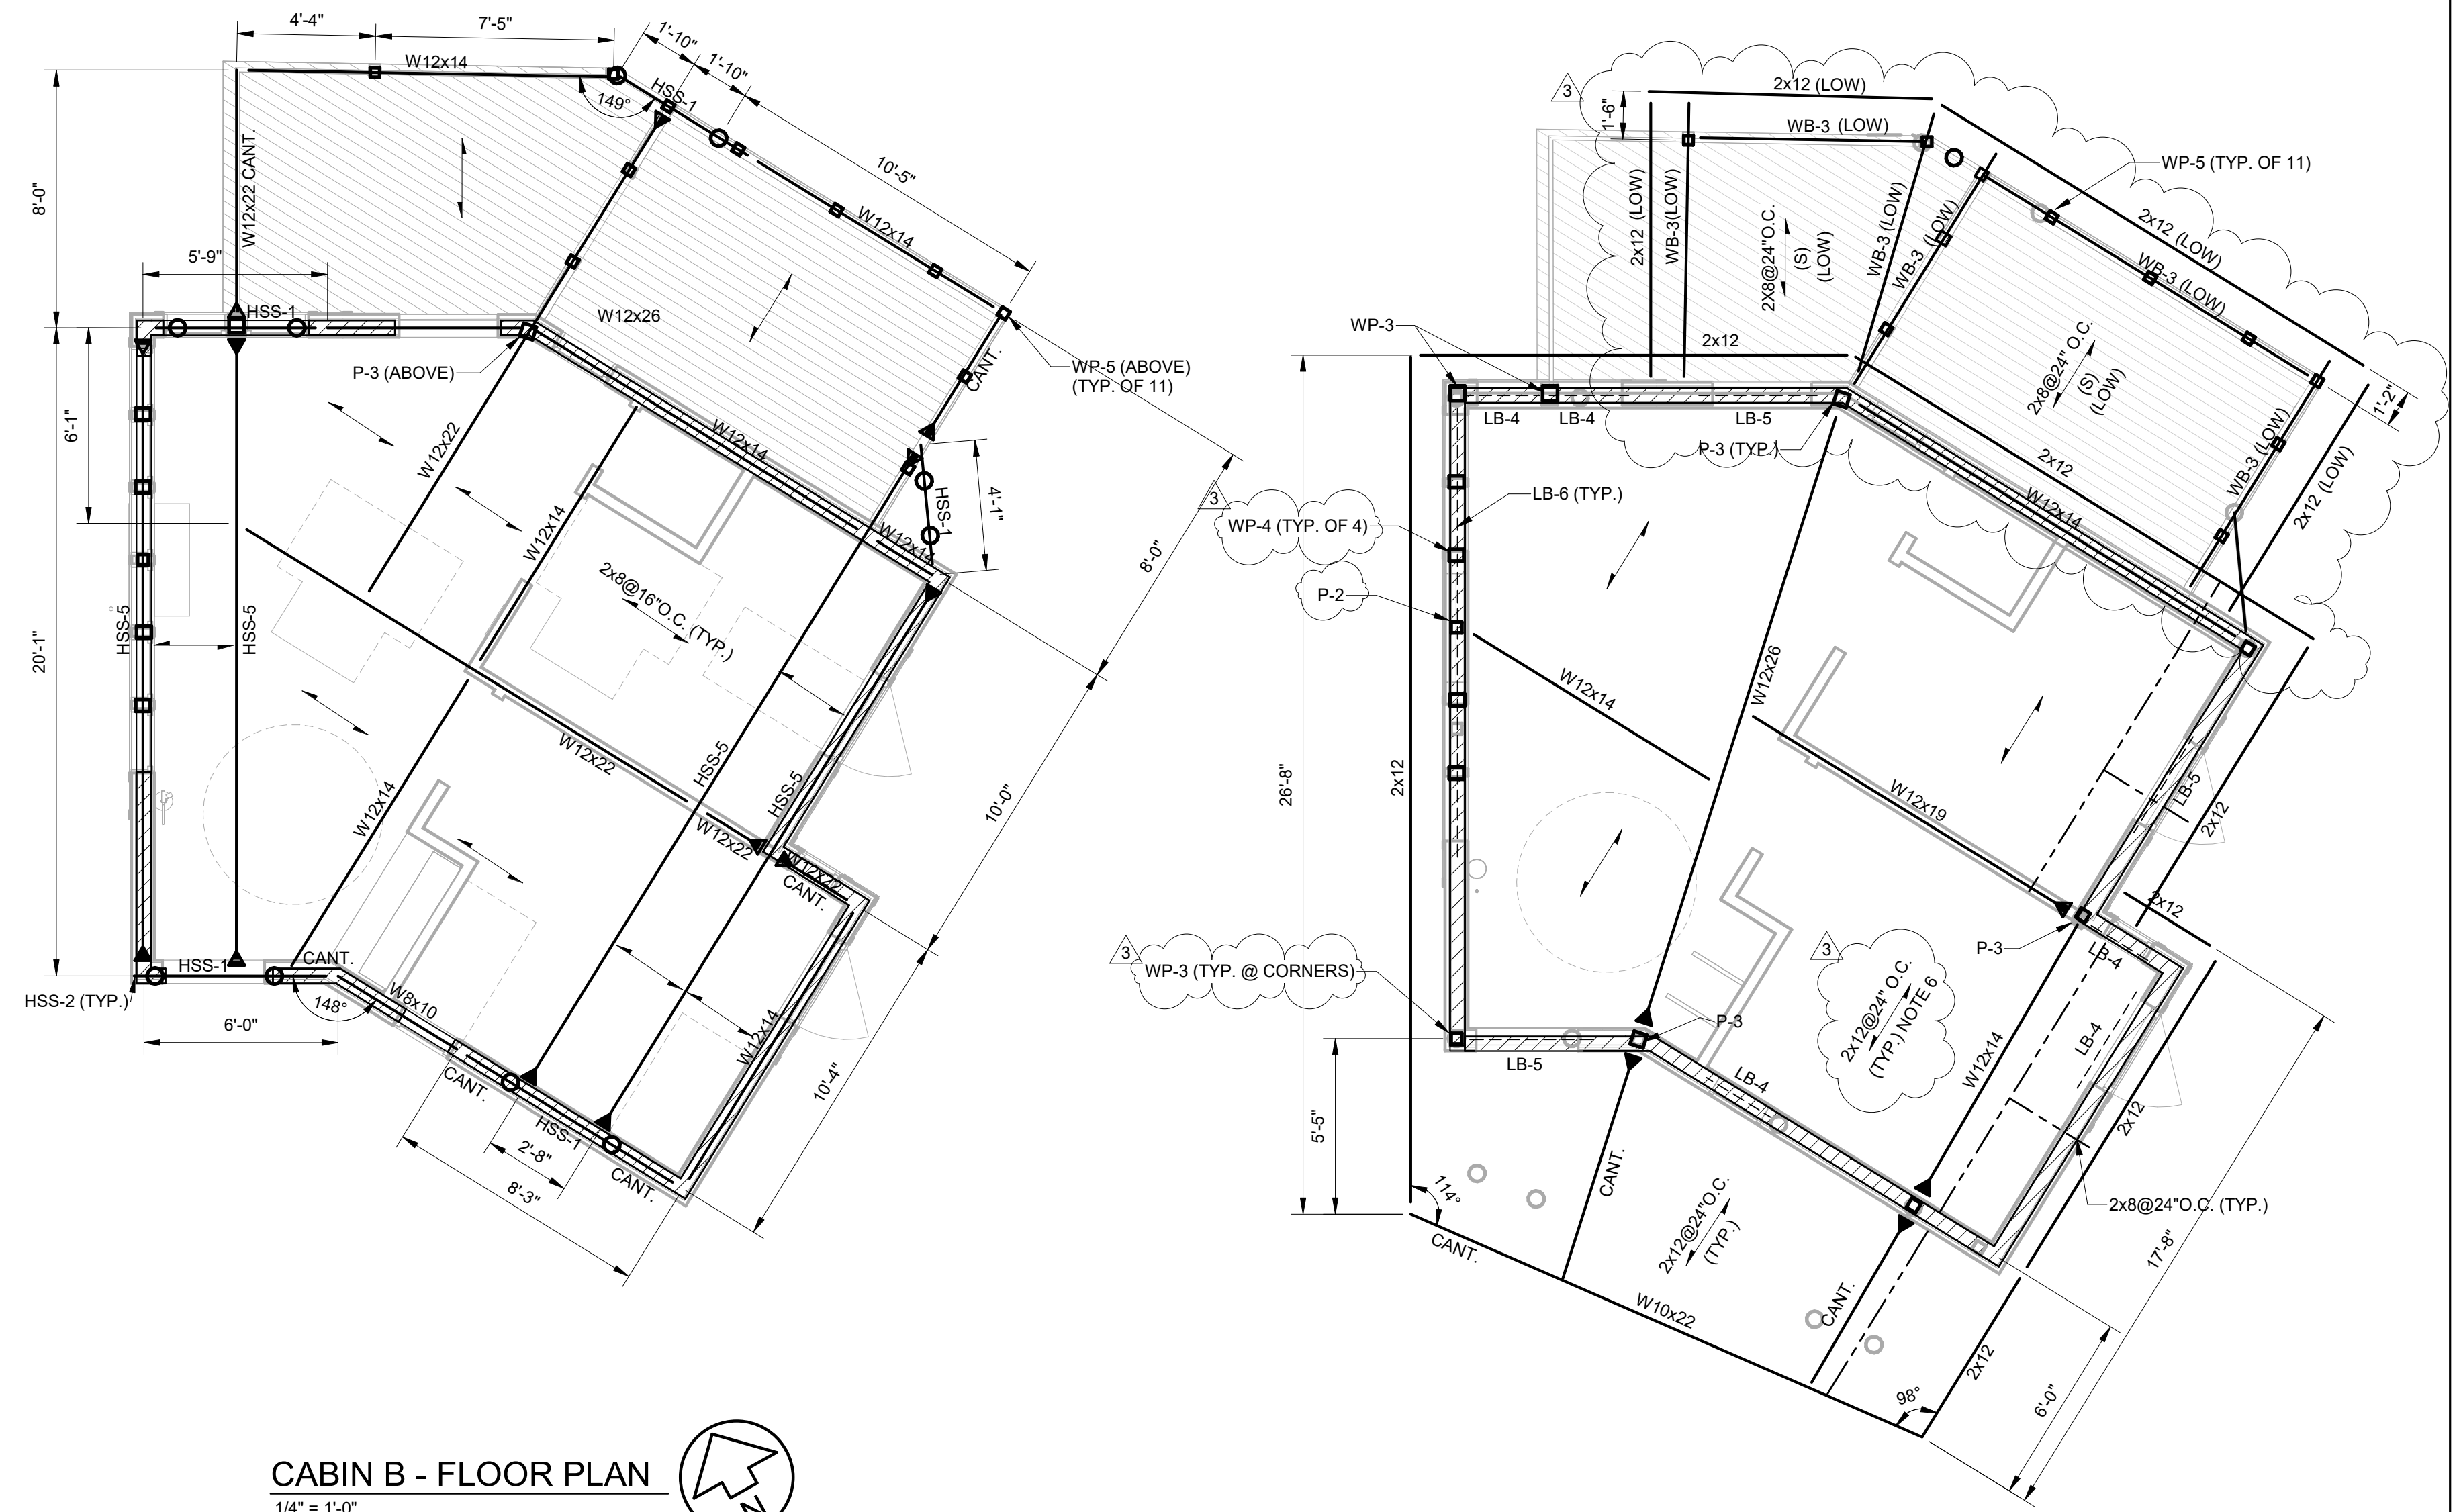 4'-4"
7'-5"
1'-10"
1'-10"
W12x14
HSS-1
149°
10'-5"
8'-0"
W12x22 CANT.
W12x14
5'-9"
HSS-1
W12x26
CANT.
P-3 (ABOVE)
WP-5 (ABOVE)
(TYP. OF 11)
6'-1"
W12x22
W12x14
W12x14
W12x14
HSS-1
4'-1"
8'-0"
2x8@16"O.C. (TYP.)
20'-1"
HSS-5
HSS-5
W12x22
HSS-5
HSS-5
W12x14
W12x22
W12x22
CANT.
10'-0"
HSS-1
CANT.
HSS-2 (TYP.)
148°
W8x10
6'-0"
W12x14
CANT.
HSS-1
2'-8"
CANT.
8'-3"
10'-4"
CABIN B - FLOOR PLAN
1/4" = 1'-0"
N
3
1'-6"
2x12 (LOW)
WB-3 (LOW)
WP-5 (TYP. OF 11)
2x12 (LOW)
WB-3(LOW)
2X8@24"O.C.
(S)
(LOW)
WB-3 (LOW)
WB-3 (LOW)
2x12 (LOW)
WB-3 (LOW)
WP-3
2x12
2x8@24" O.C.
(S)
(LOW)
1'-2"
LB-4
LB-4
LB-5
P-3 (TYP.)
2x12
WB-3 (LOW)
2x12 (LOW)
W12x14
3
LB-6 (TYP.)
WP-4 (TYP. OF 4)
P-2
W12x14
W12x26
26'-8"
2x12
W12x19
LB-5
2x12
2x12
P-3
LB-4
3
WP-3 (TYP. @ CORNERS)
3
2x12@24" O.C.
(TYP.) NOTE 6
P-3
LB-5
LB-4
W12x14
LB-4
2x12
5'-5"
114°
CANT.
CANT.
2x12@24"O.C.
(TYP.)
2x8@24"O.C. (TYP.)
17'-8"
W10x22
CANT.
98°
2x12
6'-0"